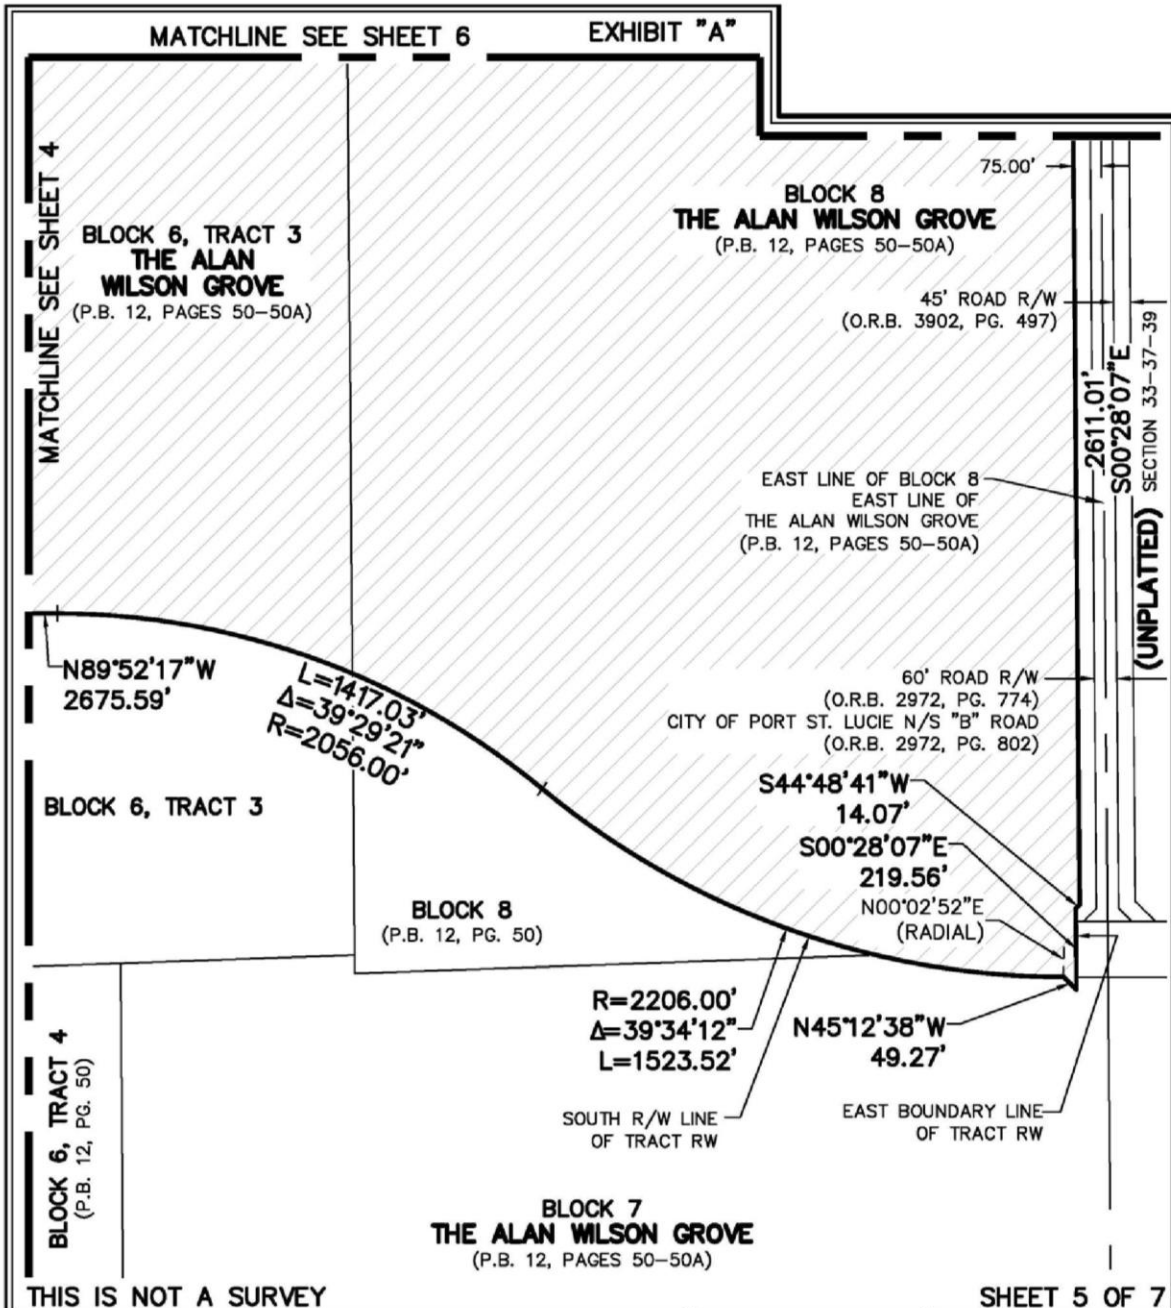 MATCHLINE SEE SHEET 6
EXHIBIT "A"
MATCHLINE SEE SHEET 4
BLOCK 6, TRACT 3
THE ALAN
WILSON GROVE
(P.B. 12, PAGES 50-50A)
75.00'
BLOCK 8
THE ALAN WILSON GROVE
(P.B. 12, PAGES 50-50A)
45' ROAD R/W
(O.R.B. 3902, PG. 497)
2611.01'
S00°28'07"E
SECTION 33-37-39
(UNPLATTED)
EAST LINE OF BLOCK 8
EAST LINE OF
THE ALAN WILSON GROVE
(P.B. 12, PAGES 50-50A)
N89°52'17"W
2675.59'
L=1417.03'
Δ=39°29'21"
R=2056.00'
60' ROAD R/W
(O.R.B. 2972, PG. 774)
CITY OF PORT ST. LUCIE N/S "B" ROAD
(O.R.B. 2972, PG. 802)
S44°48'41"W
14.07'
S00°28'07"E
219.56'
N00°02'52"E
(RADIAL)
BLOCK 6, TRACT 3
BLOCK 8
(P.B. 12, PG. 50)
R=2206.00'
Δ=39°34'12"
L=1523.52'
N45°12'38"W
49.27'
SOUTH R/W LINE
OF TRACT RW
EAST BOUNDARY LINE
OF TRACT RW
BLOCK 6, TRACT 4
(P.B. 12, PG. 50)
BLOCK 7
THE ALAN WILSON GROVE
(P.B. 12, PAGES 50-50A)
THIS IS NOT A SURVEY
SHEET 5 OF 7